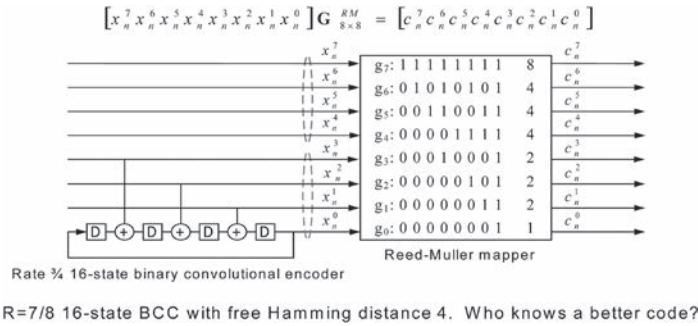 [x_n^7 x_n^6 x_n^5 x_n^4 x_n^3 x_n^2 x_n^1 x_n^0] G_{8×8}^{RM} = [c_n^7 c_n^6 c_n^5 c_n^4 c_n^3 c_n^2 c_n^1 c_n^0]
x_n^7 g7: 1 1 1 1 1 1 1 1 8 c_n^7
x_n^6 g6: 0 1 0 1 0 1 0 1 4 c_n^6
x_n^5 g5: 0 0 1 1 0 0 1 1 4 c_n^5
x_n^4 g4: 0 0 0 0 1 1 1 1 4 c_n^4
x_n^3 g3: 0 0 0 1 0 0 0 1 2 c_n^3
x_n^2 g2: 0 0 0 0 0 1 0 1 2 c_n^2
x_n^1 g1: 0 0 0 0 0 0 1 1 2 c_n^1
D + D + D + D x_n^0 g0: 0 0 0 0 0 0 0 1 1 c_n^0
Reed-Muller mapper
Rate ¾ 16-state binary convolutional encoder
R=7/8 16-state BCC with free Hamming distance 4. Who knows a better code?